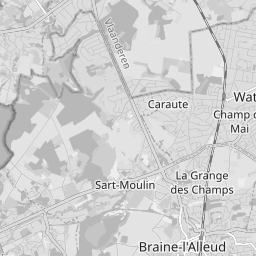 Vlaanderen
Caraute
Wat
Champ d
Mai
La Grange
des Champs
Sart-Moulin
Braine-l'Alleud